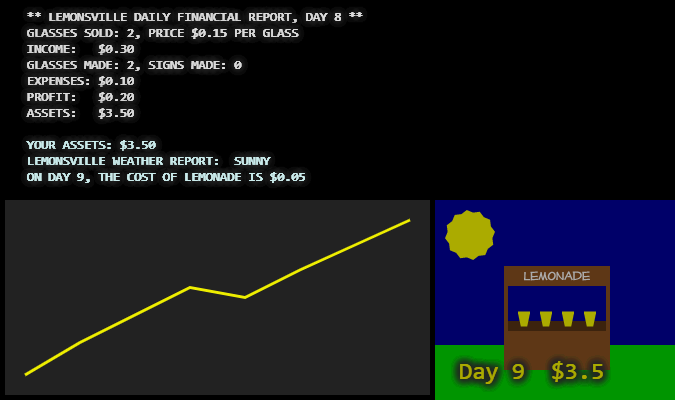 ** LEMONSVILLE DAILY FINANCIAL REPORT, DAY 8 **
GLASSES SOLD: 2, PRICE $0.15 PER GLASS
INCOME:   $0.30
GLASSES MADE: 2, SIGNS MADE: 0
EXPENSES: $0.10
PROFIT:   $0.20
ASSETS:   $3.50
YOUR ASSETS: $3.50
LEMONSVILLE WEATHER REPORT:  SUNNY
ON DAY 9, THE COST OF LEMONADE IS $0.05
LEMONADE
Day 9  $3.5